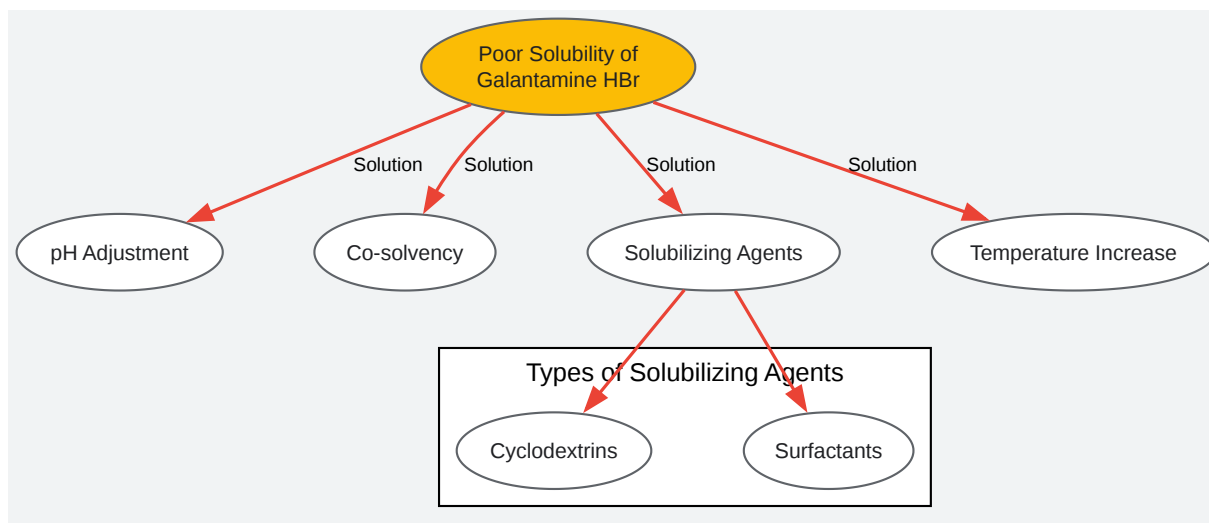 Poor Solubility of
Galantamine HBr
Solution
Solution
Solution
Solution
pH Adjustment
Co-solvency
Solubilizing Agents
Temperature Increase
Types of Solubilizing Agents
Cyclodextrins
Surfactants